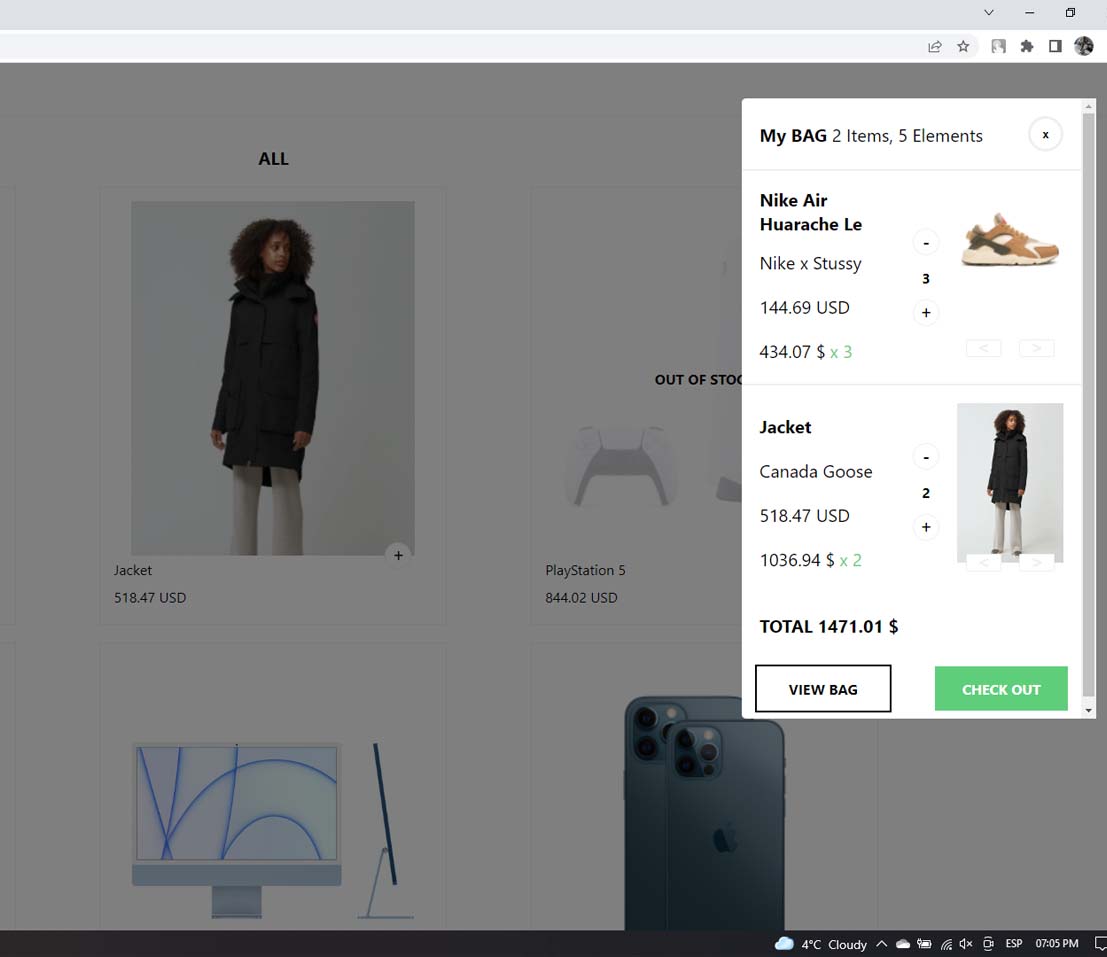 ALL
Jacket
518.47 USD
+
OUT OF STOC
PlayStation 5
844.02 USD
My BAG 2 Items, 5 Elements
x
Nike Air
Huarache Le
Nike x Stussy
144.69 USD
434.07 $ x 3
-
3
+
< >
Jacket
Canada Goose
518.47 USD
1036.94 $ x 2
-
2
+
< >
TOTAL 1471.01 $
VIEW BAG
CHECK OUT
4°C Cloudy ESP 07:05 PM